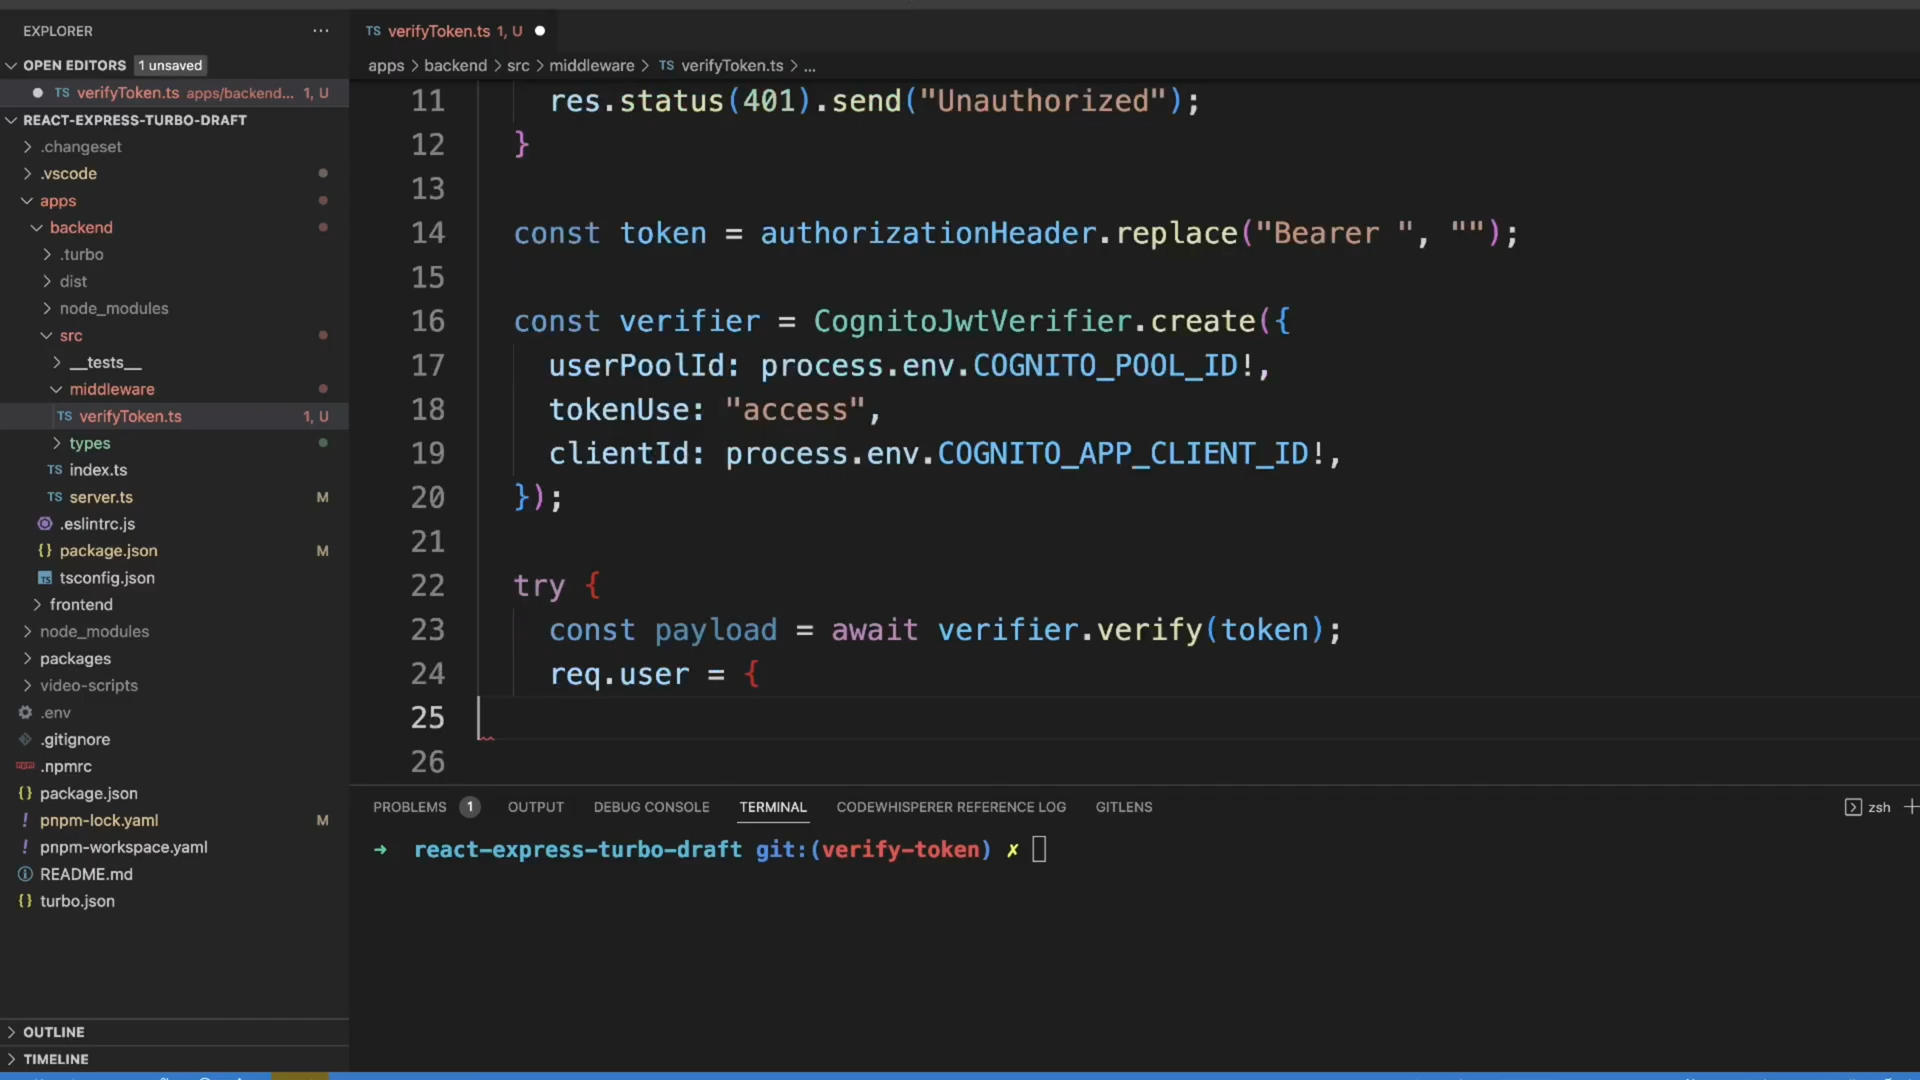 EXPLORER ...
OPEN EDITORS 1 unsaved
TS verifyToken.ts apps/backend... 1, U
REACT-EXPRESS-TURBO-DRAFT
.changeset
.vscode
apps
backend
.turbo
dist
node_modules
src
__tests__
middleware
TS verifyToken.ts 1, U
types
TS index.ts
TS server.ts M
.eslintrc.js
{} package.json M
TS tsconfig.json
frontend
node_modules
packages
video-scripts
.env
.gitignore
.npmrc
{} package.json
! pnpm-lock.yaml M
! pnpm-workspace.yaml
README.md
{} turbo.json
OUTLINE
TIMELINE
TS verifyToken.ts 1, U
apps > backend > src > middleware > TS verifyToken.ts > ...
11 res.status(401).send("Unauthorized");
12 }
13
14 const token = authorizationHeader.replace("Bearer ", "");
15
16 const verifier = CognitoJwtVerifier.create({
17 userPoolId: process.env.COGNITO_POOL_ID!,
18 tokenUse: "access",
19 clientId: process.env.COGNITO_APP_CLIENT_ID!,
20 });
21
22 try {
23 const payload = await verifier.verify(token);
24 req.user = {
25
26
PROBLEMS 1 OUTPUT DEBUG CONSOLE TERMINAL CODEWHISPERER REFERENCE LOG GITLENS zsh +
➜ react-express-turbo-draft git:(verify-token) ✗